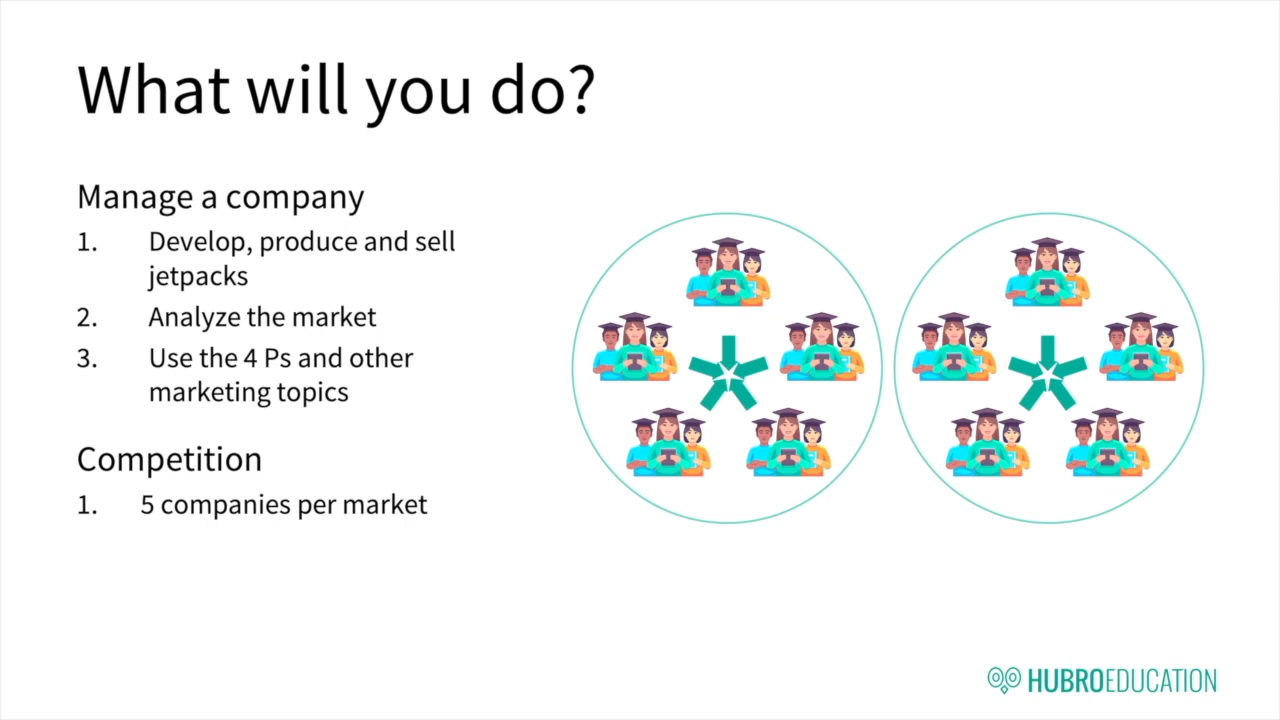 What will you do?
Manage a company
1. Develop, produce and sell
jetpacks
2. Analyze the market
3. Use the 4 Ps and other
marketing topics
Competition
1. 5 companies per market
HUBROEDUCATION